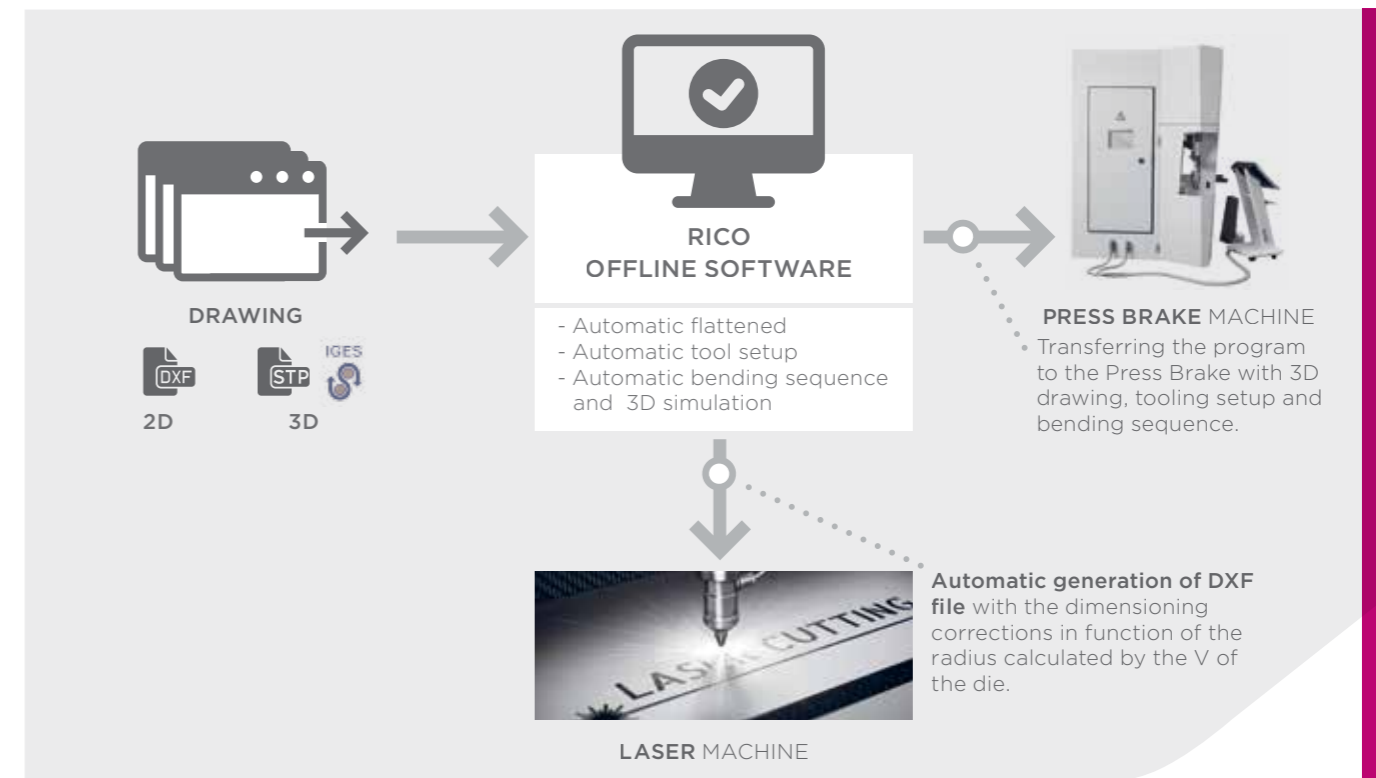 DRAWING
DXF
STP
IGES
2D
3D
RICO
OFFLINE SOFTWARE
- Automatic flattened
- Automatic tool setup
- Automatic bending sequence
and 3D simulation
PRESS BRAKE MACHINE
Transferring the program
to the Press Brake with 3D
drawing, tooling setup and
bending sequence.
Automatic generation of DXF
file with the dimensioning
corrections in function of the
radius calculated by the V of
the die.
LASER CUTTING
LASER MACHINE